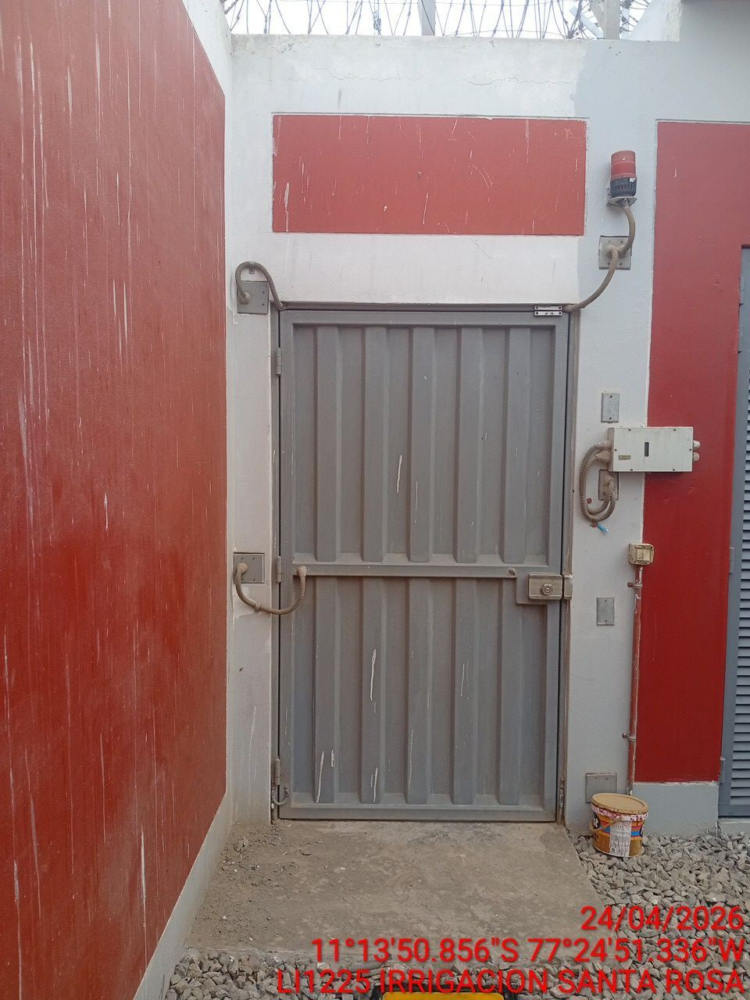 24/04/2026
11°13'50.856"S 77°24'51.336"W
LI1225 IRRIGACION SANTA ROSA